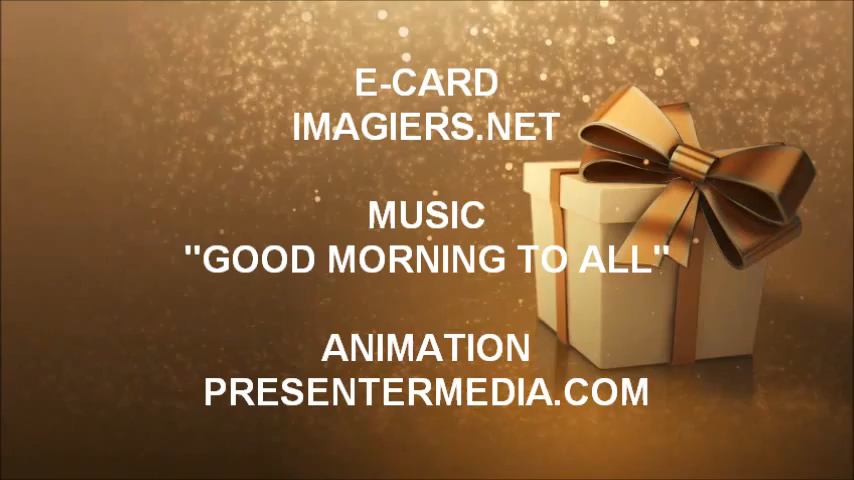 E-CARD
IMAGIERS.NET
MUSIC
"GOOD MORNING TO ALL"
ANIMATION
PRESENTERMEDIA.COM